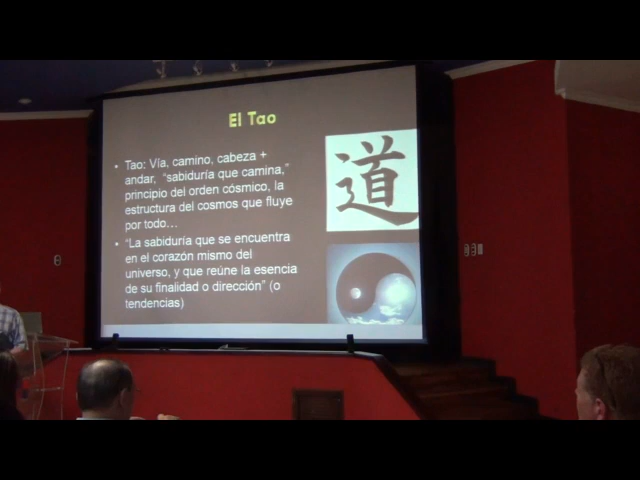 El Tao
• Tao: Vía, camino, cabeza +
andar, "sabiduría que camina,"
principio del orden cósmico, la
estructura del cosmos que fluye
por todo…
• "La sabiduría que se encuentra
en el corazón mismo del
universo, y que reúne la esencia
de su finalidad o dirección" (o
tendencias)
道